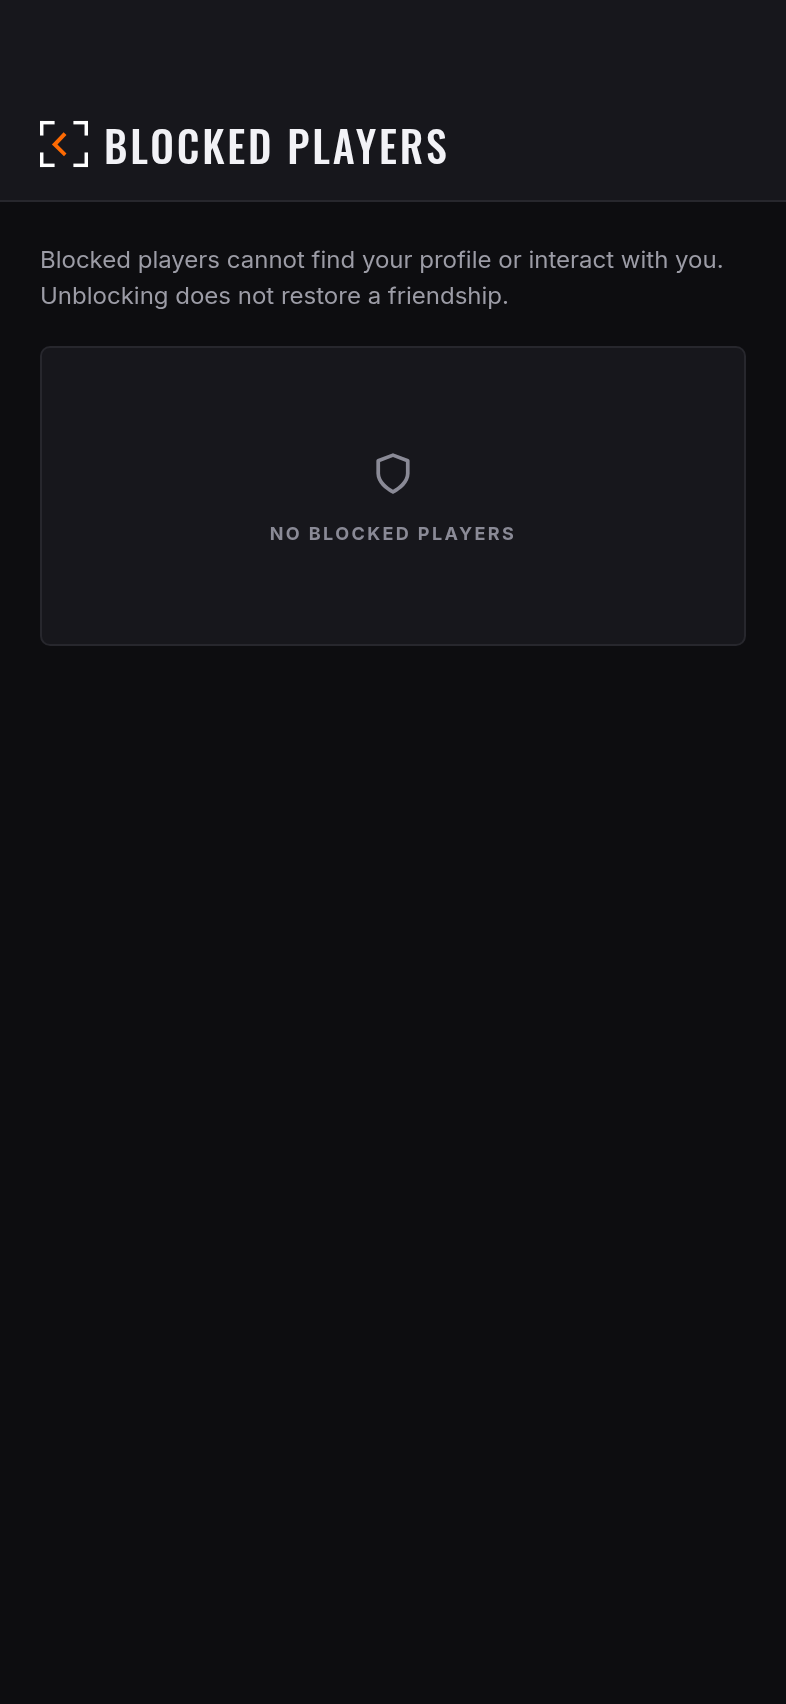 BLOCKED PLAYERS
Blocked players cannot find your profile or interact with you.
Unblocking does not restore a friendship.
NO BLOCKED PLAYERS